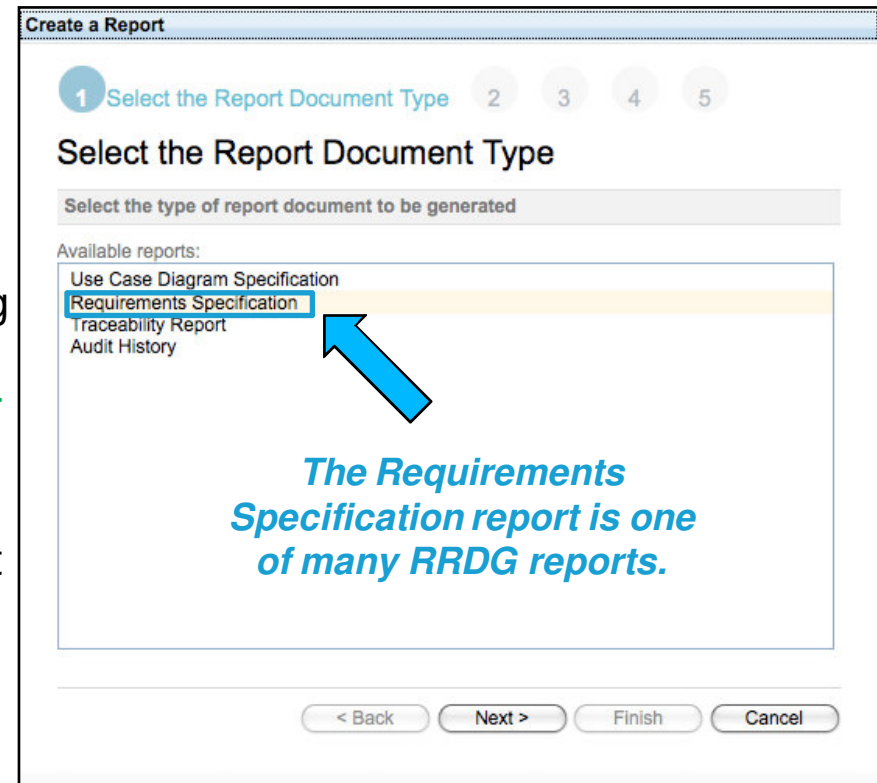 Create a Report
1 Select the Report Document Type 2 3 4 5
Select the Report Document Type
Select the type of report document to be generated
Available reports:
Use Case Diagram Specification
Requirements Specification
Traceability Report
Audit History
The Requirements
Specification report is one
of many RRDG reports.
< Back Next > Finish Cancel